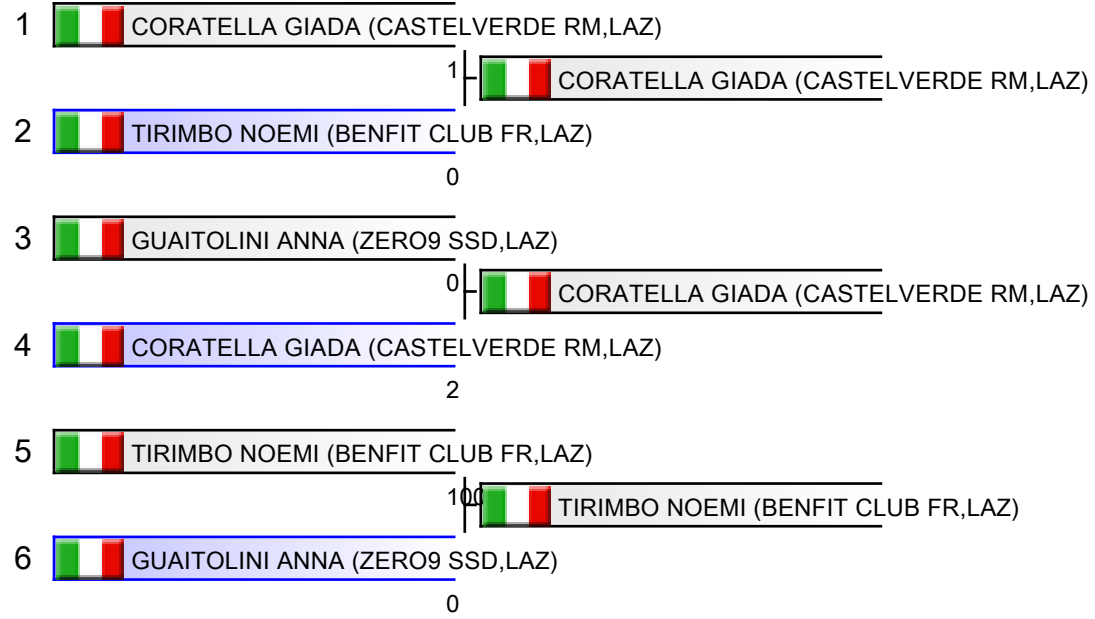 1 CORATELLA GIADA (CASTELVERDE RM,LAZ)
1 CORATELLA GIADA (CASTELVERDE RM,LAZ)
2 TIRIMBO NOEMI (BENFIT CLUB FR,LAZ)
0
3 GUAITOLINI ANNA (ZERO9 SSD,LAZ)
0 CORATELLA GIADA (CASTELVERDE RM,LAZ)
4 CORATELLA GIADA (CASTELVERDE RM,LAZ)
2
5 TIRIMBO NOEMI (BENFIT CLUB FR,LAZ)
100 TIRIMBO NOEMI (BENFIT CLUB FR,LAZ)
6 GUAITOLINI ANNA (ZERO9 SSD,LAZ)
0